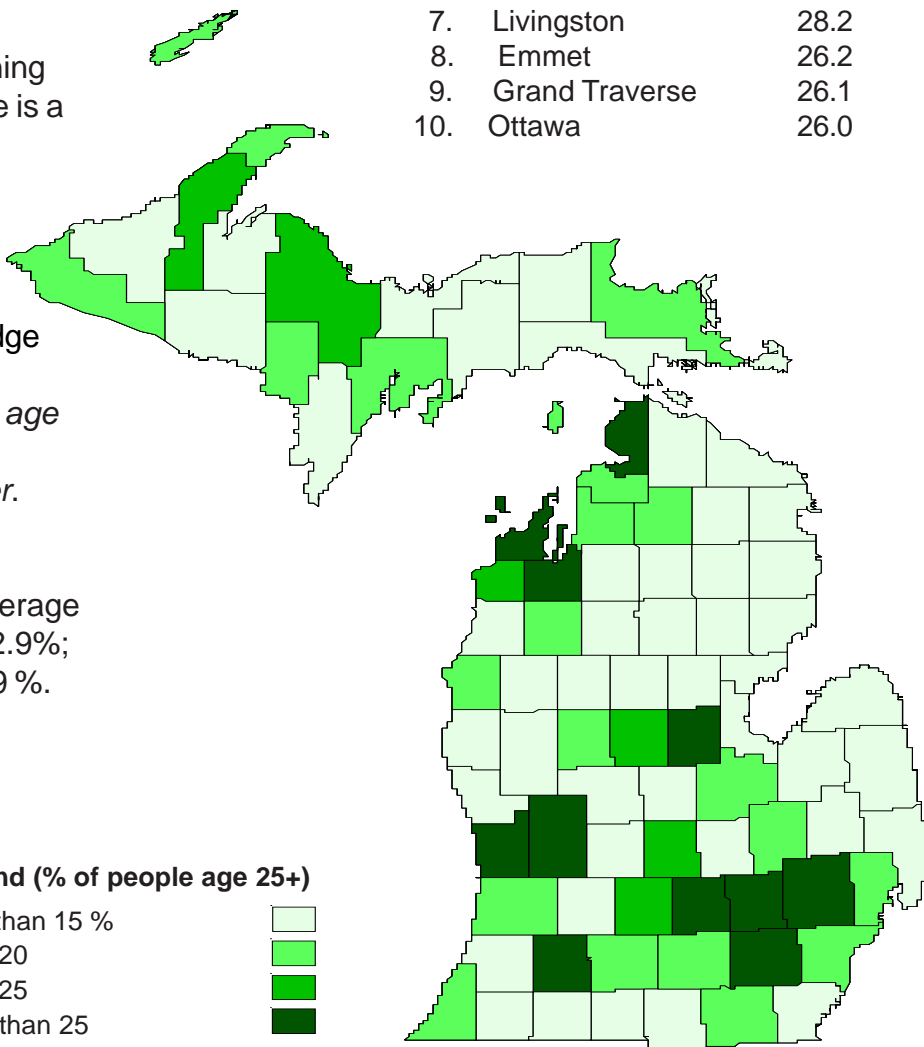 7. Livingston 28.2
8. Emmet 26.2
9. Grand Traverse 26.1
10. Ottawa 26.0
ning
e is a
dge
age
er.
erage
2.9%;
9 %.
nd (% of people age 25+)
than 15 %
20
25
than 25